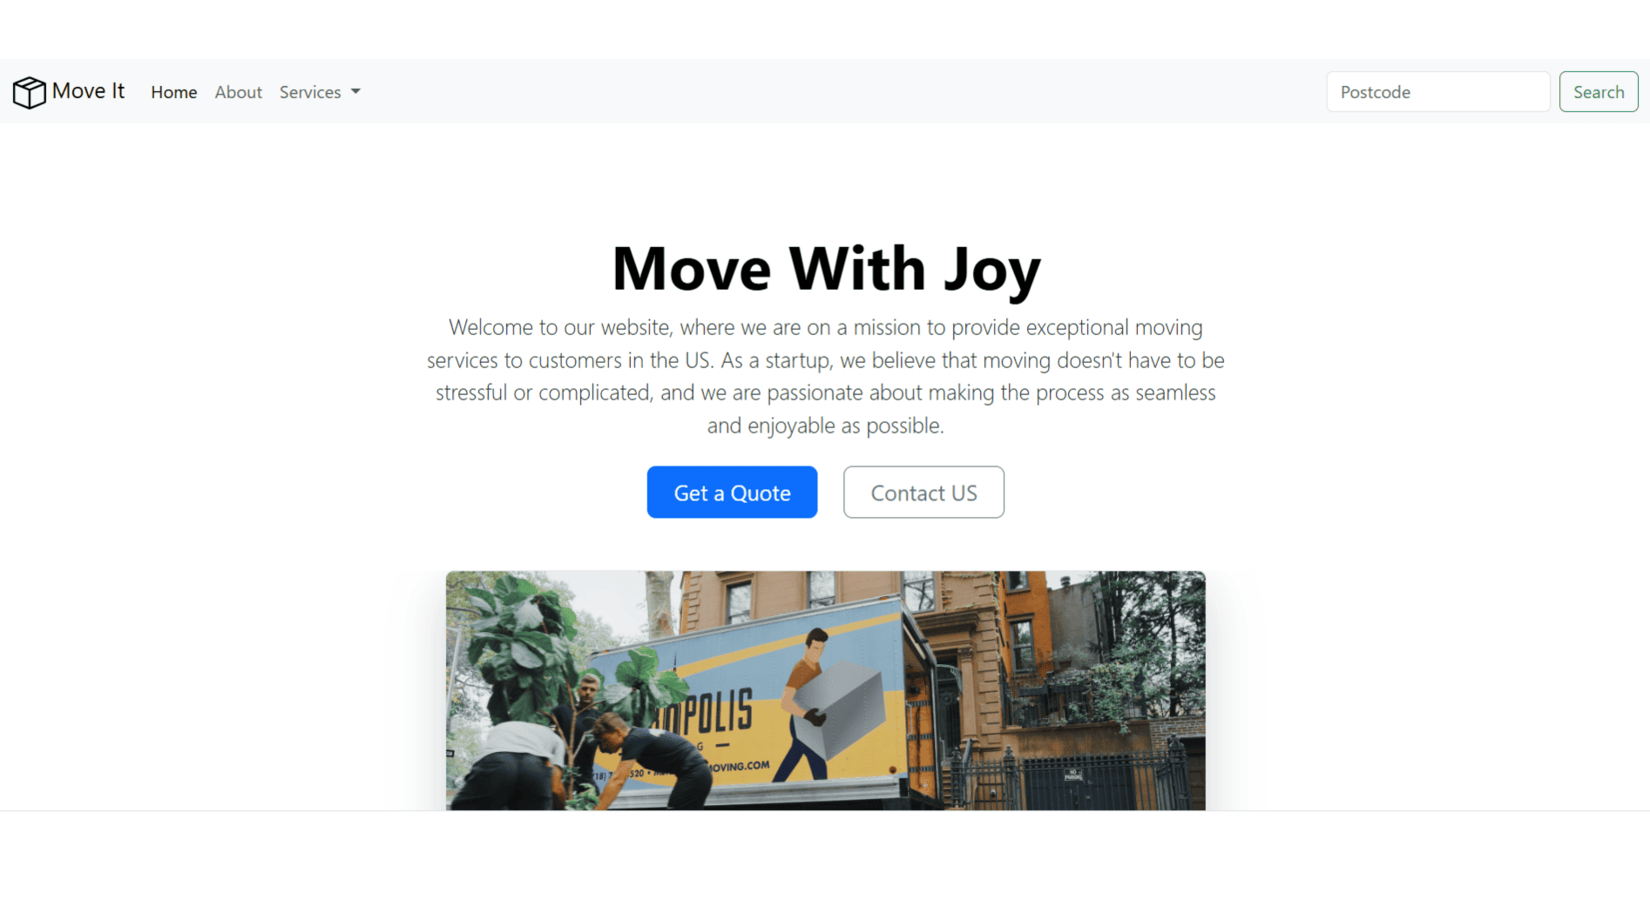 Move It
Home About Services
Postcode
Search
Move With Joy
Welcome to our website, where we are on a mission to provide exceptional moving
services to customers in the US. As a startup, we believe that moving doesn't have to be
stressful or complicated, and we are passionate about making the process as seamless
and enjoyable as possible.
Get a Quote
Contact US
OPOLIS
G
MOVING.COM
NO
PARKING